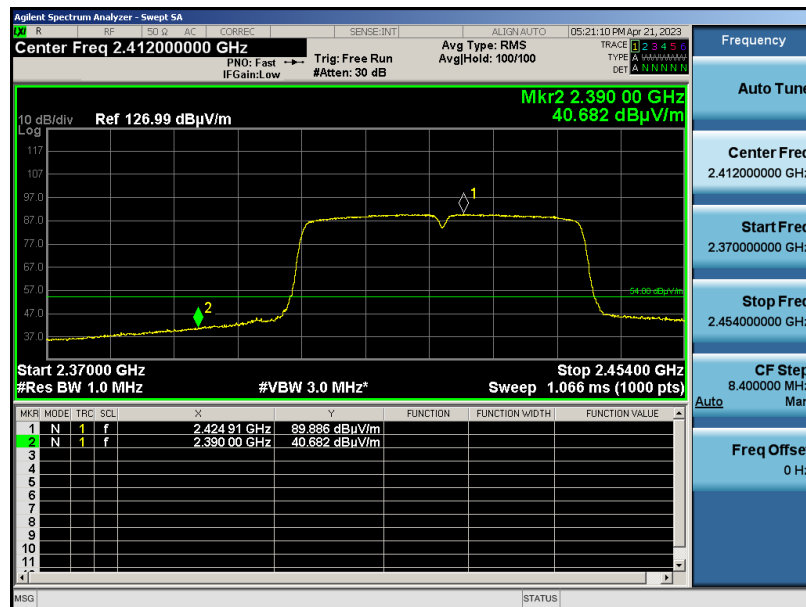 Agilent Spectrum Analyzer - Swept SA
LXI R RF 50 Ω AC CORREC SENSE:INT ALIGN AUTO 05:21:10 PM Apr 21, 2023
Center Freq 2.412000000 GHz
PNO: Fast
IFGain:Low
Trig: Free Run
#Atten: 30 dB
Avg Type: RMS
Avg|Hold: 100/100
TRACE 1 2 3 4 5 6
TYPE A WWWWW
DET A N N N N N
Mkr2 2.390 00 GHz
40.682 dBµV/m
10 dB/div Ref 126.99 dBµV/m
Log
117
107
97.0
87.0
77.0
67.0
57.0
47.0
37.0
1
2
54.00 dBµV/m
Start 2.37000 GHz Stop 2.45400 GHz
#Res BW 1.0 MHz #VBW 3.0 MHz* Sweep 1.066 ms (1000 pts)
MKR MODE TRC SCL X Y FUNCTION FUNCTION WIDTH FUNCTION VALUE
1 N 1 f 2.424 91 GHz 89.886 dBµV/m
2 N 1 f 2.390 00 GHz 40.682 dBµV/m
3
4
5
6
7
8
9
10
11
MSG STATUS
Frequency
Auto Tune
Center Freq
2.412000000 GHz
Start Freq
2.370000000 GHz
Stop Freq
2.454000000 GHz
CF Step
8.400000 MHz
Auto Man
Freq Offset
0 Hz